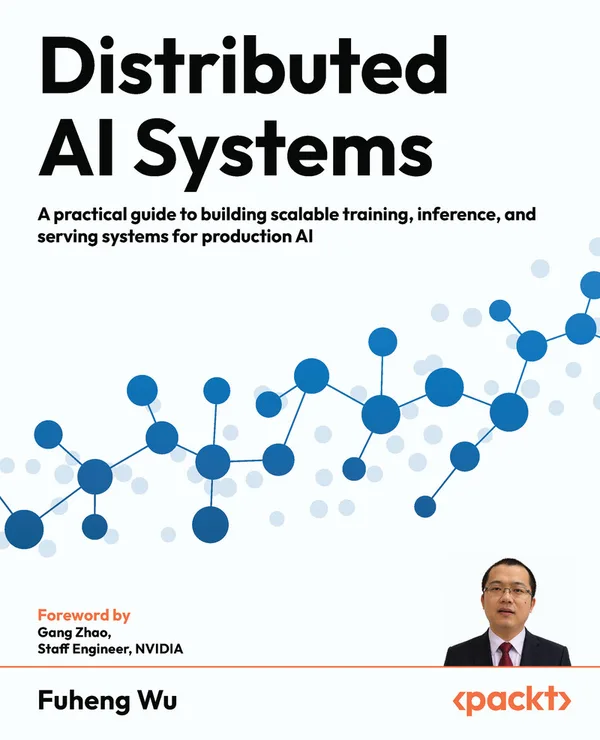 Distributed
AI Systems
A practical guide to building scalable training, inference, and
serving systems for production AI
Foreword by
Gang Zhao,
Staff Engineer, NVIDIA
Fuheng Wu
<packt>